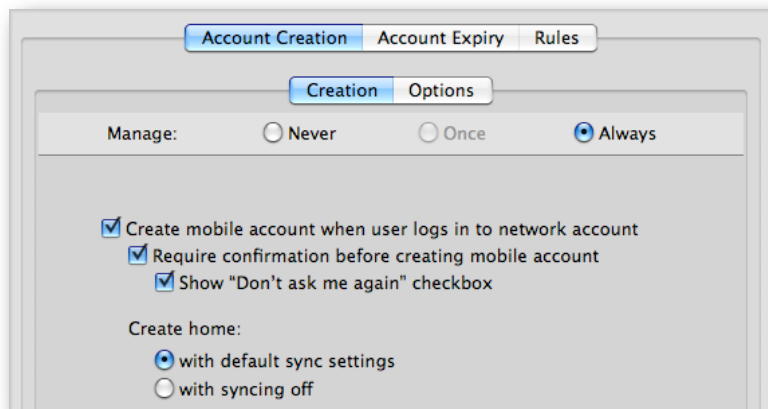 Account Creation Account Expiry Rules
Creation Options
Manage: Never Once Always
Create mobile account when user logs in to network account
Require confirmation before creating mobile account
Show “Don’t ask me again” checkbox
Create home:
with default sync settings
with syncing off